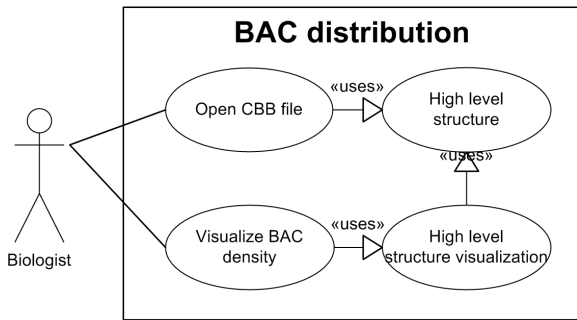 BAC distribution
«uses»
Open CBB file
High level
structure
«uses»
«uses»
Visualize BAC
density
High level
structure visualization
Biologist